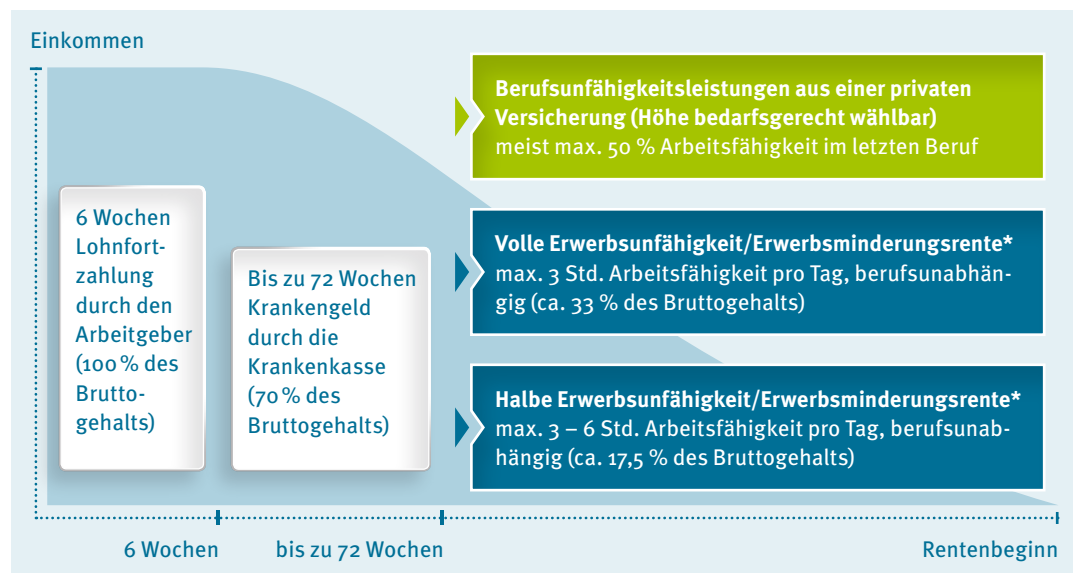 Einkommen
Berufsunfähigkeitsleistungen aus einer privaten
Versicherung (Höhe bedarfsgerecht wählbar)
meist max. 50 % Arbeitsfähigkeit im letzten Beruf
6 Wochen
Lohnfort-
zahlung
durch den
Arbeitgeber
(100 % des
Brutto-
gehalts)
Bis zu 72 Wochen
Krankengeld
durch die
Krankenkasse
(70 % des
Bruttogehalts)
Volle Erwerbsunfähigkeit/Erwerbsminderungsrente*
max. 3 Std. Arbeitsfähigkeit pro Tag, berufsunabhän-
gig (ca. 33 % des Bruttogehalts)
Halbe Erwerbsunfähigkeit/Erwerbsminderungsrente*
max. 3 – 6 Std. Arbeitsfähigkeit pro Tag, berufsunab-
hängig (ca. 17,5 % des Bruttogehalts)
6 Wochen
bis zu 72 Wochen
Rentenbeginn